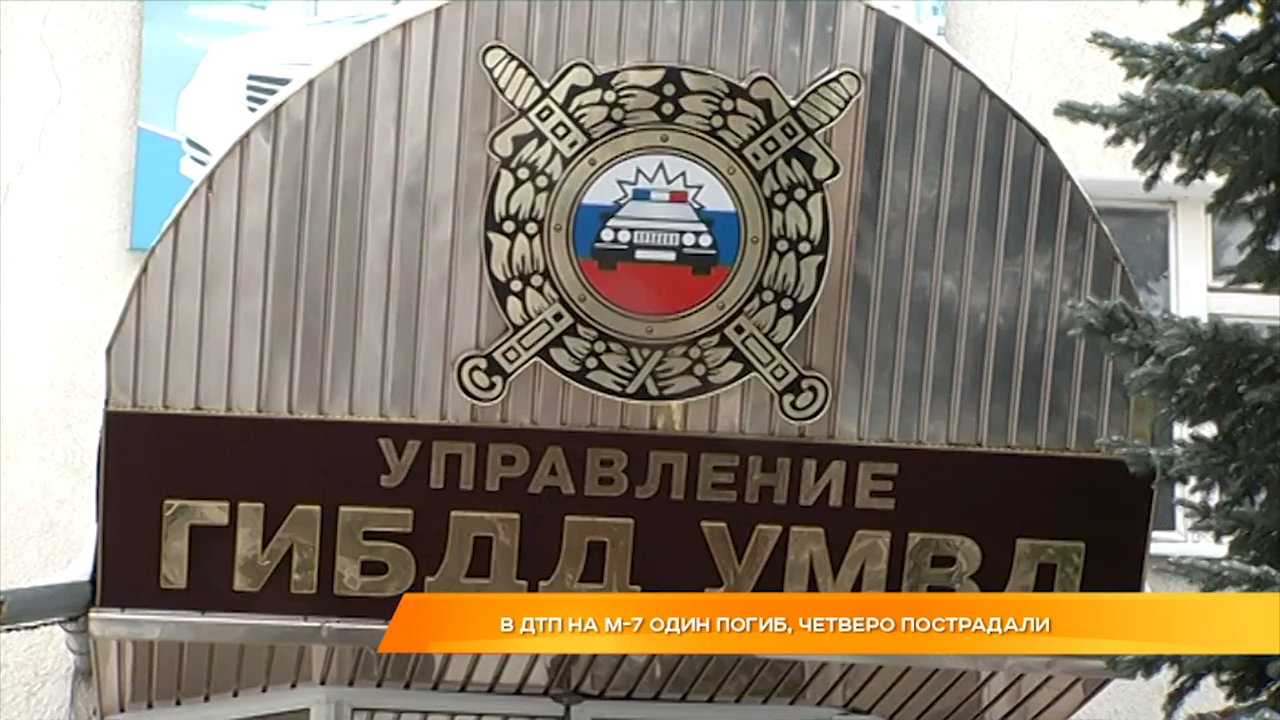 УПРАВЛЕНИЕ
ГИБДД УМВД
В ДТП НА М-7 ОДИН ПОГИБ, ЧЕТВЕРО ПОСТРАДАЛИ